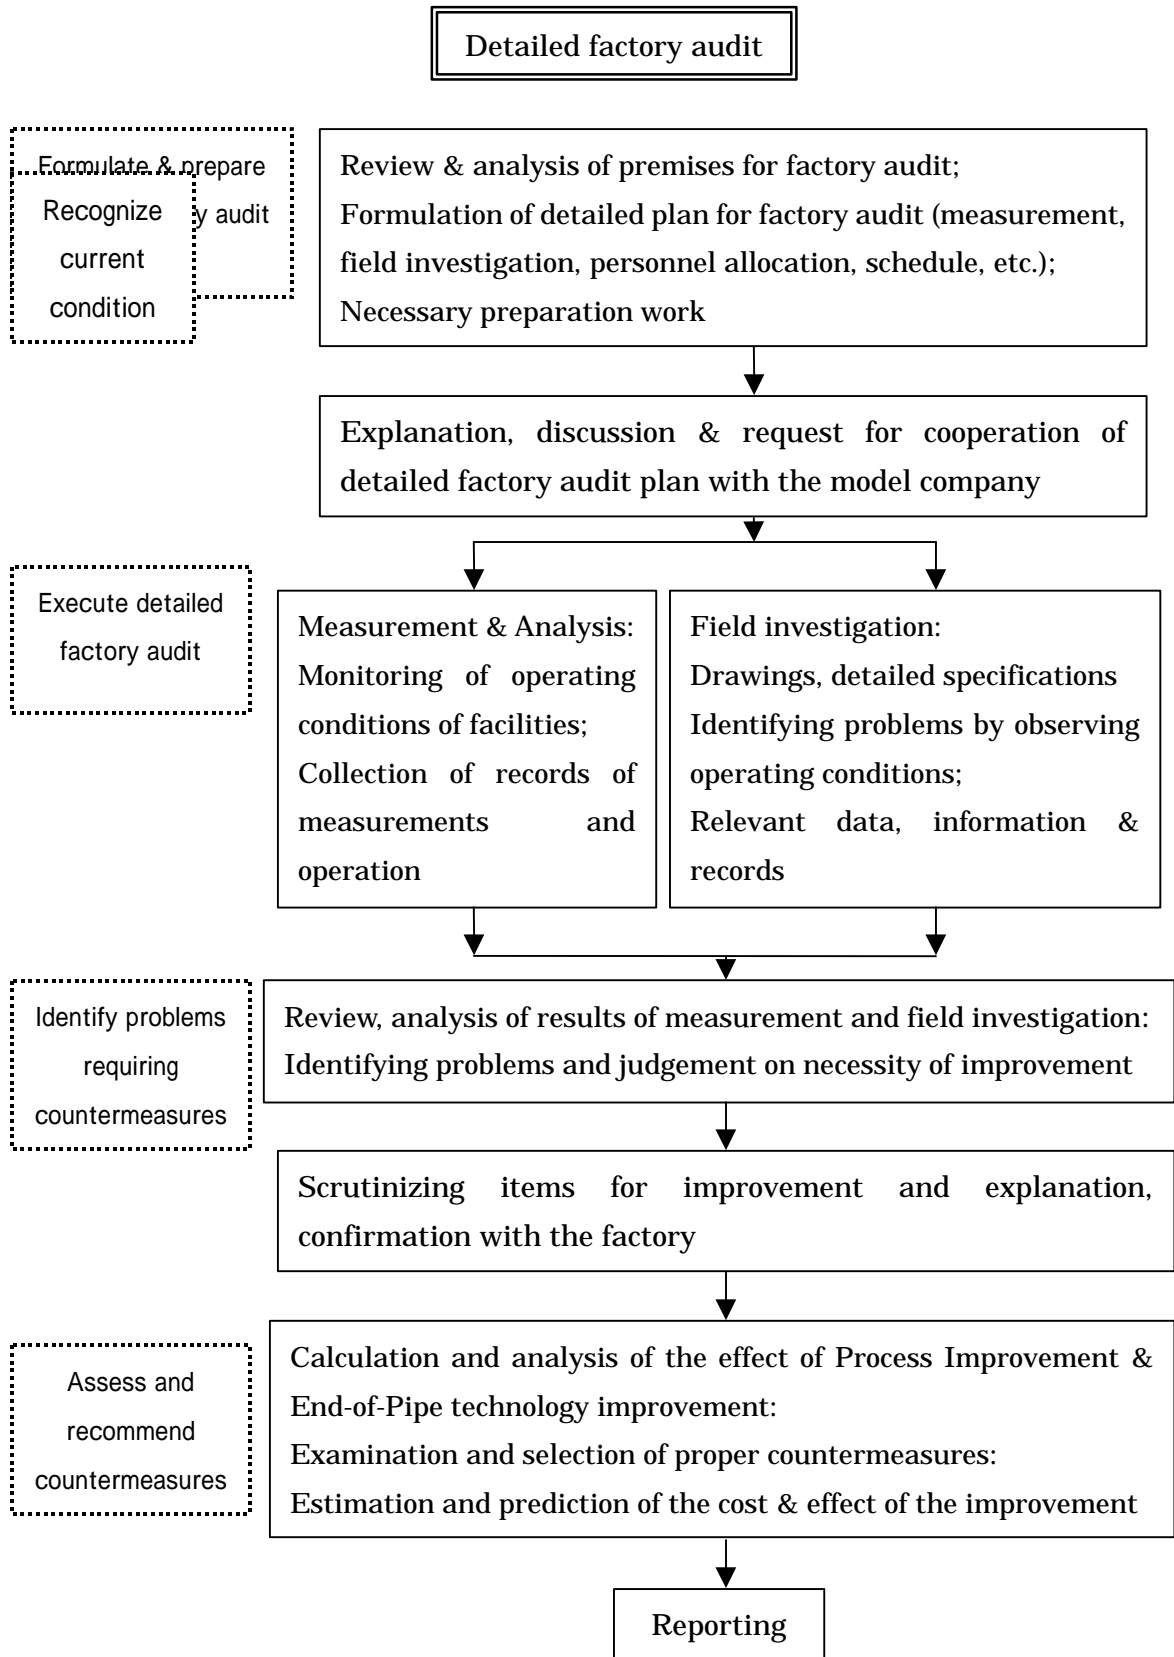 Detailed factory audit
Formulate & prepare
y audit
Recognize
current
condition
Review & analysis of premises for factory audit;
Formulation of detailed plan for factory audit (measurement,
field investigation, personnel allocation, schedule, etc.);
Necessary preparation work
Explanation, discussion & request for cooperation of
detailed factory audit plan with the model company
Execute detailed
factory audit
Measurement & Analysis:
Monitoring of operating
conditions of facilities;
Collection of records of
measurements and
operation
Field investigation:
Drawings, detailed specifications
Identifying problems by observing
operating conditions;
Relevant data, information &
records
Identify problems
requiring
countermeasures
Review, analysis of results of measurement and field investigation:
Identifying problems and judgement on necessity of improvement
Scrutinizing items for improvement and explanation,
confirmation with the factory
Assess and
recommend
countermeasures
Calculation and analysis of the effect of Process Improvement &
End-of-Pipe technology improvement:
Examination and selection of proper countermeasures:
Estimation and prediction of the cost & effect of the improvement
Reporting